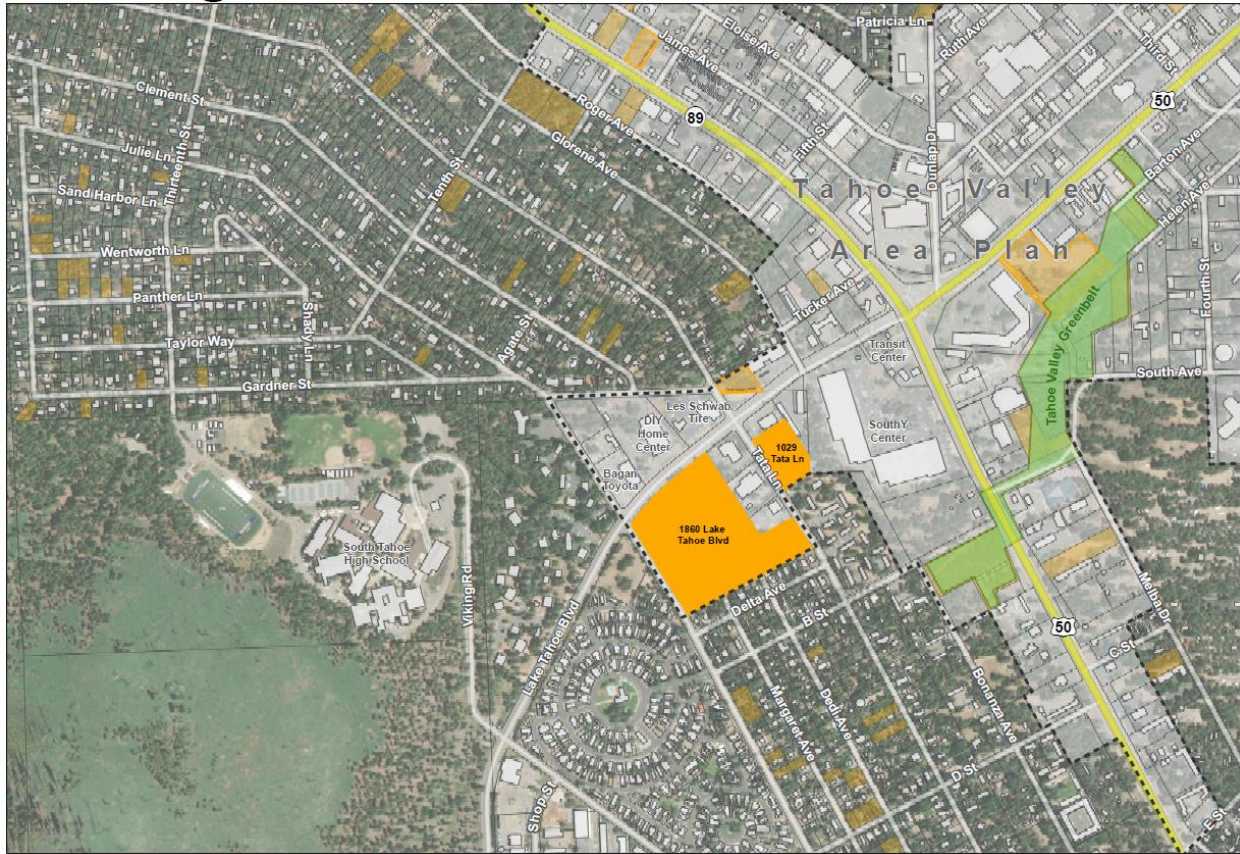 Patricia Ln
Eloise Ave
James Ave
Ruth Ave
Third St
Clement St
Roger Ave
89
50
Fifth St
Glorene Ave
Dunlap Dr
Barton Ave
Julie Ln
Thirteenth St
Tenth St
Tahoe Valley
Area Plan
Helen Ave
Sand Harbor Ln
Wentworth Ln
Panther Ln
Shady Ln
Tucker Ave
Fourth St
Taylor Way
Agate St
Transit
Center
Tahoe Valley Greenbelt
Gardner St
South Ave
Les Schwab
Tire
DIY
Home
Center
SouthY
Center
1029
Tata Ln
Tata Ln
Bagan
Toyota
1860 Lake
Tahoe Blvd
South Tahoe
High School
Viking Rd
Lake Tahoe Blvd
Delta Ave
B St
Melba Dr
50
C St
Margaret Ave
Dedi Ave
Bonanza Ave
D St
Shop St
E St